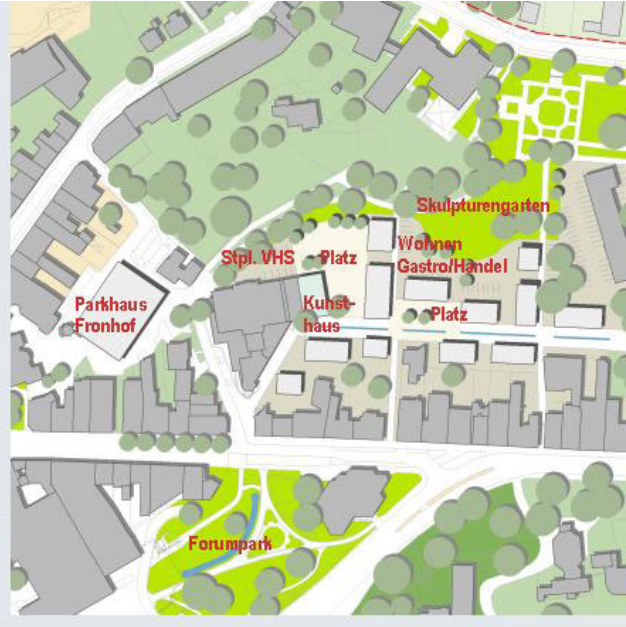 Skulpturengarten
Wohnen
Gastro/Handel
Stpl. VHS
Platz
Kunst-
haus
Platz
Parkhaus
Fronhof
Forumpark